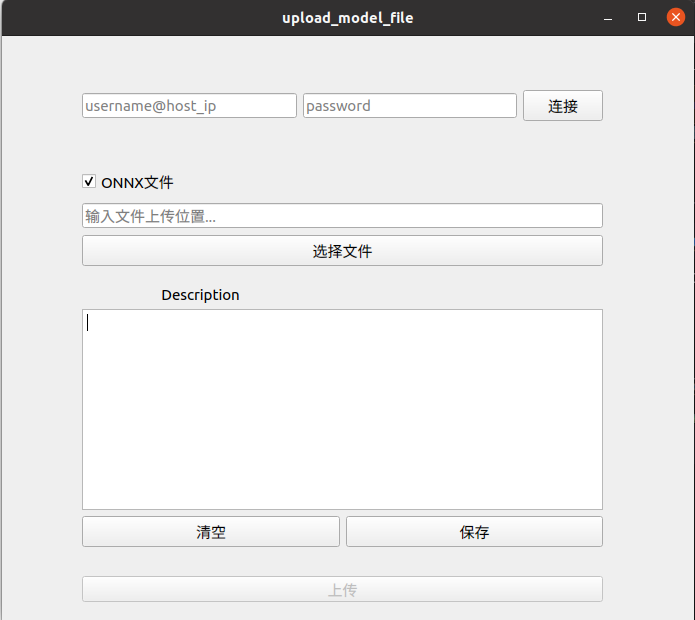 upload_model_file
username@host_ip password 连接
ONNX文件
输入文件上传位置...
选择文件
Description
清空 保存
上传